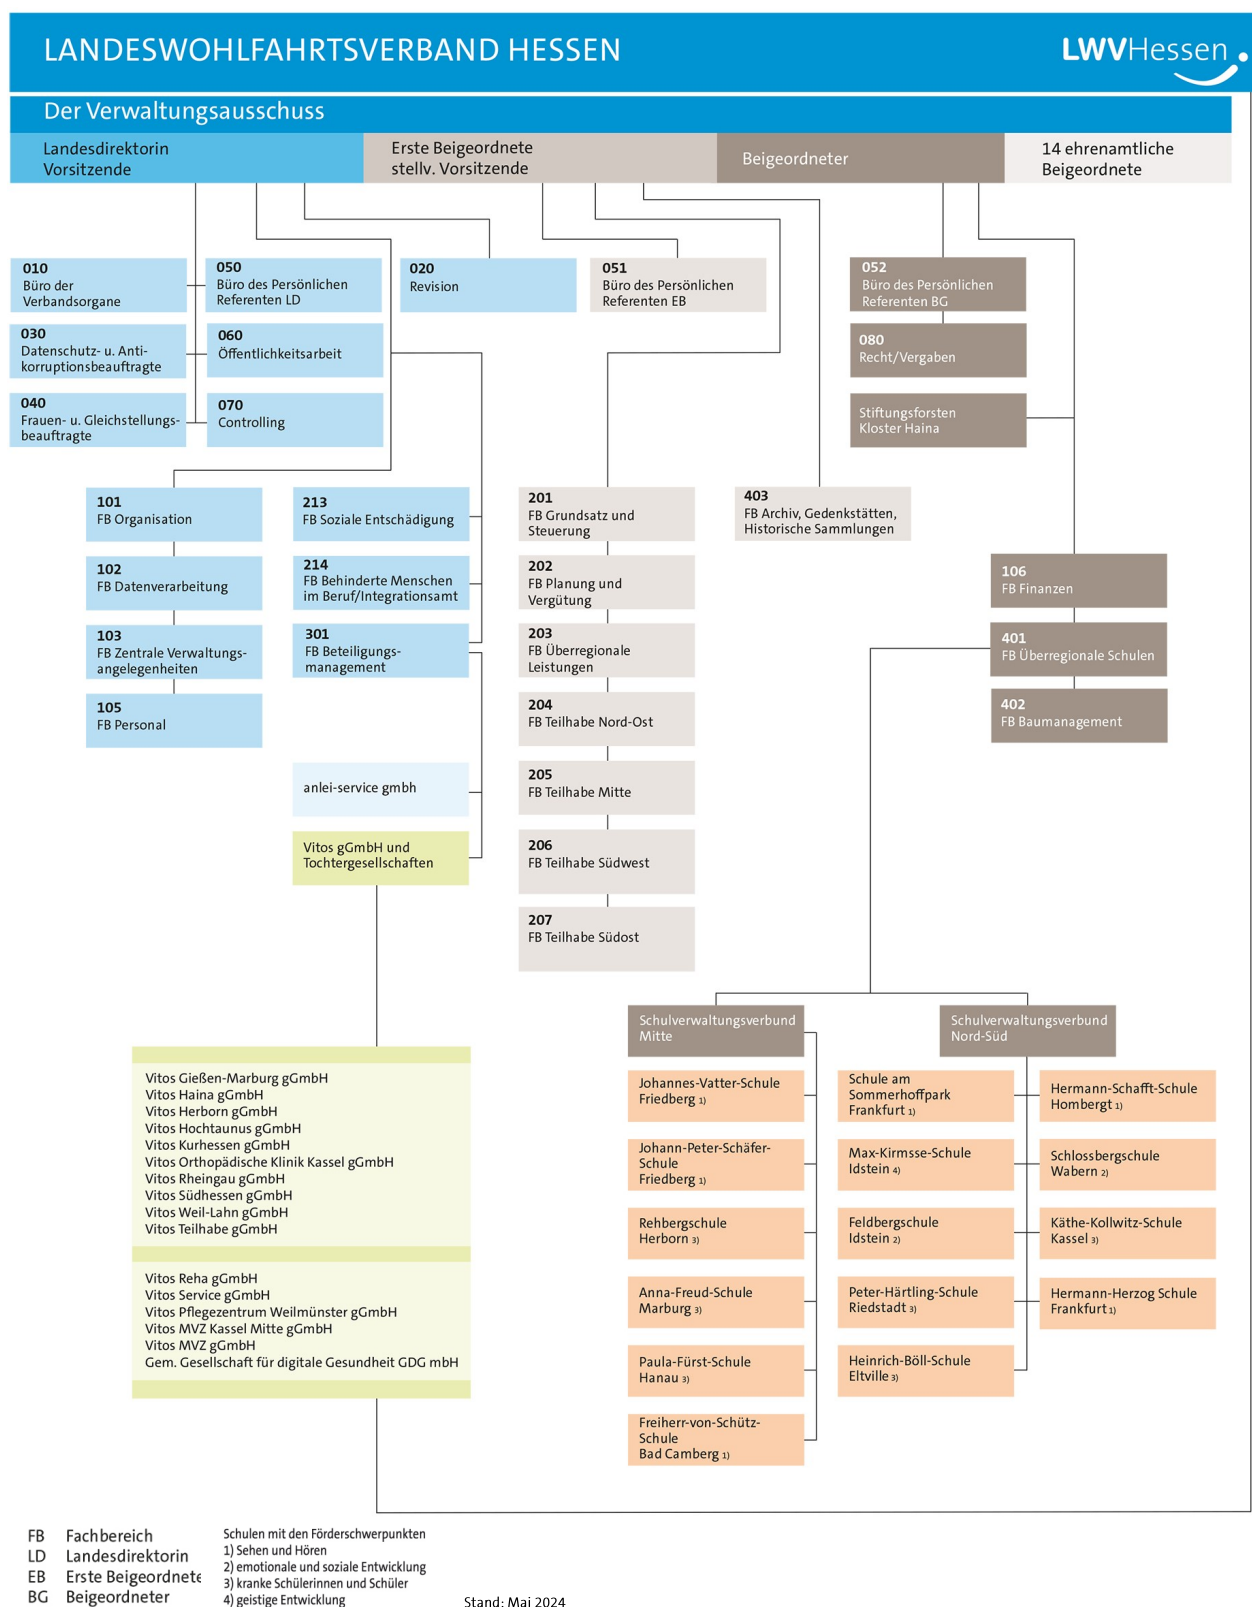 LANDESWOHLFAHRTSVERBAND HESSEN
LWVHessen
Der Verwaltungsausschuss
Landesdirektorin
Vorsitzende
Erste Beigeordnete
stellv. Vorsitzende
Beigeordneter
14 ehrenamtliche
Beigeordnete
010
Büro der
Verbandsorgane
050
Büro des Persönlichen
Referenten LD
020
Revision
051
Büro des Persönlichen
Referenten EB
052
Büro des Persönlichen
Referenten BG
030
Datenschutz- u. Anti-
korruptionsbeauftragte
060
Öffentlichkeitsarbeit
080
Recht/Vergaben
040
Frauen- u. Gleichstellungs-
beauftragte
070
Controlling
Stiftungsforsten
Kloster Haina
101
FB Organisation
102
FB Datenverarbeitung
103
FB Zentrale Verwaltungs-
angelegenheiten
105
FB Personal
213
FB Soziale Entschädigung
214
FB Behinderte Menschen
im Beruf/Integrationsamt
301
FB Beteiligungs-
management
anlei-service gmbh
Vitos gGmbH und
Tochtergesellschaften
201
FB Grundsatz und
Steuerung
202
FB Planung und
Vergütung
203
FB Überregionale
Leistungen
204
FB Teilhabe Nord-Ost
205
FB Teilhabe Mitte
206
FB Teilhabe Südwest
207
FB Teilhabe Südost
403
FB Archiv, Gedenkstätten,
Historische Sammlungen
106
FB Finanzen
401
FB Überregionale Schulen
402
FB Baumanagement
Vitos Gießen-Marburg gGmbH
Vitos Haina gGmbH
Vitos Herborn gGmbH
Vitos Hochtaunus gGmbH
Vitos Kurhessen gGmbH
Vitos Orthopädische Klinik Kassel gGmbH
Vitos Rheingau gGmbH
Vitos Südhessen gGmbH
Vitos Weil-Lahn gGmbH
Vitos Teilhabe gGmbH
Vitos Reha gGmbH
Vitos Service gGmbH
Vitos Pflegezentrum Weilmünster gGmbH
Vitos MVZ Kassel Mitte gGmbH
Vitos MVZ gGmbH
Gem. Gesellschaft für digitale Gesundheit GDG mbH
Schulverwaltungsverbund
Mitte
Johannes-Vatter-Schule
Friedberg 1)
Johann-Peter-Schäfer-
Schule
Friedberg 1)
Rehbergschule
Herborn 3)
Anna-Freud-Schule
Marburg 3)
Paula-Fürst-Schule
Hanau 3)
Freiherr-von-Schütz-
Schule
Bad Camberg 1)
Schulverwaltungsverbund
Nord-Süd
Schule am
Sommerhoffpark
Frankfurt 1)
Max-Kirmsse-Schule
Idstein 4)
Feldbergschule
Idstein 2)
Peter-Härtling-Schule
Riedstadt 3)
Heinrich-Böll-Schule
Eltville 3)
Hermann-Schafft-Schule
Hombergt 1)
Schlossbergschule
Wabern 2)
Käthe-Kollwitz-Schule
Kassel 3)
Hermann-Herzog Schule
Frankfurt 1)
FB Fachbereich
LD Landesdirektorin
EB Erste Beigeordnete
BG Beigeordneter
Schulen mit den Förderschwerpunkten
1) Sehen und Hören
2) emotionale und soziale Entwicklung
3) kranke Schülerinnen und Schüler
4) geistige Entwicklung
Stand: Mai 2024